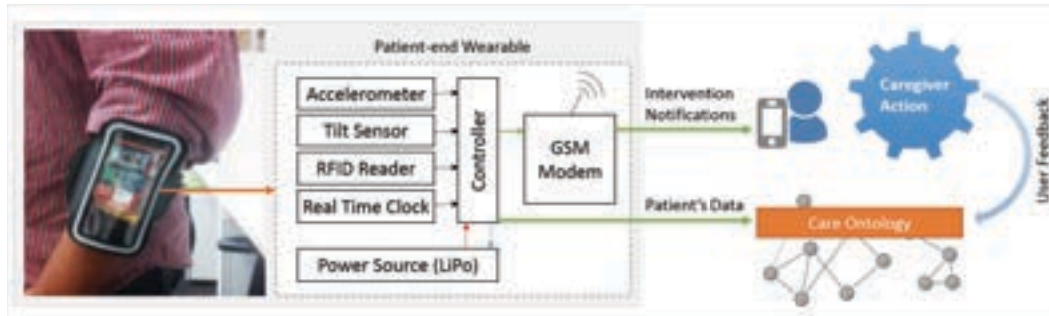 Patient-end Wearable
Accelerometer
Tilt Sensor
RFID Reader
Real Time Clock
Controller
Power Source (LiPo)
GSM
Modem
Intervention
Notifications
Patient's Data
Caregiver
Action
User Feedback
Care Ontology